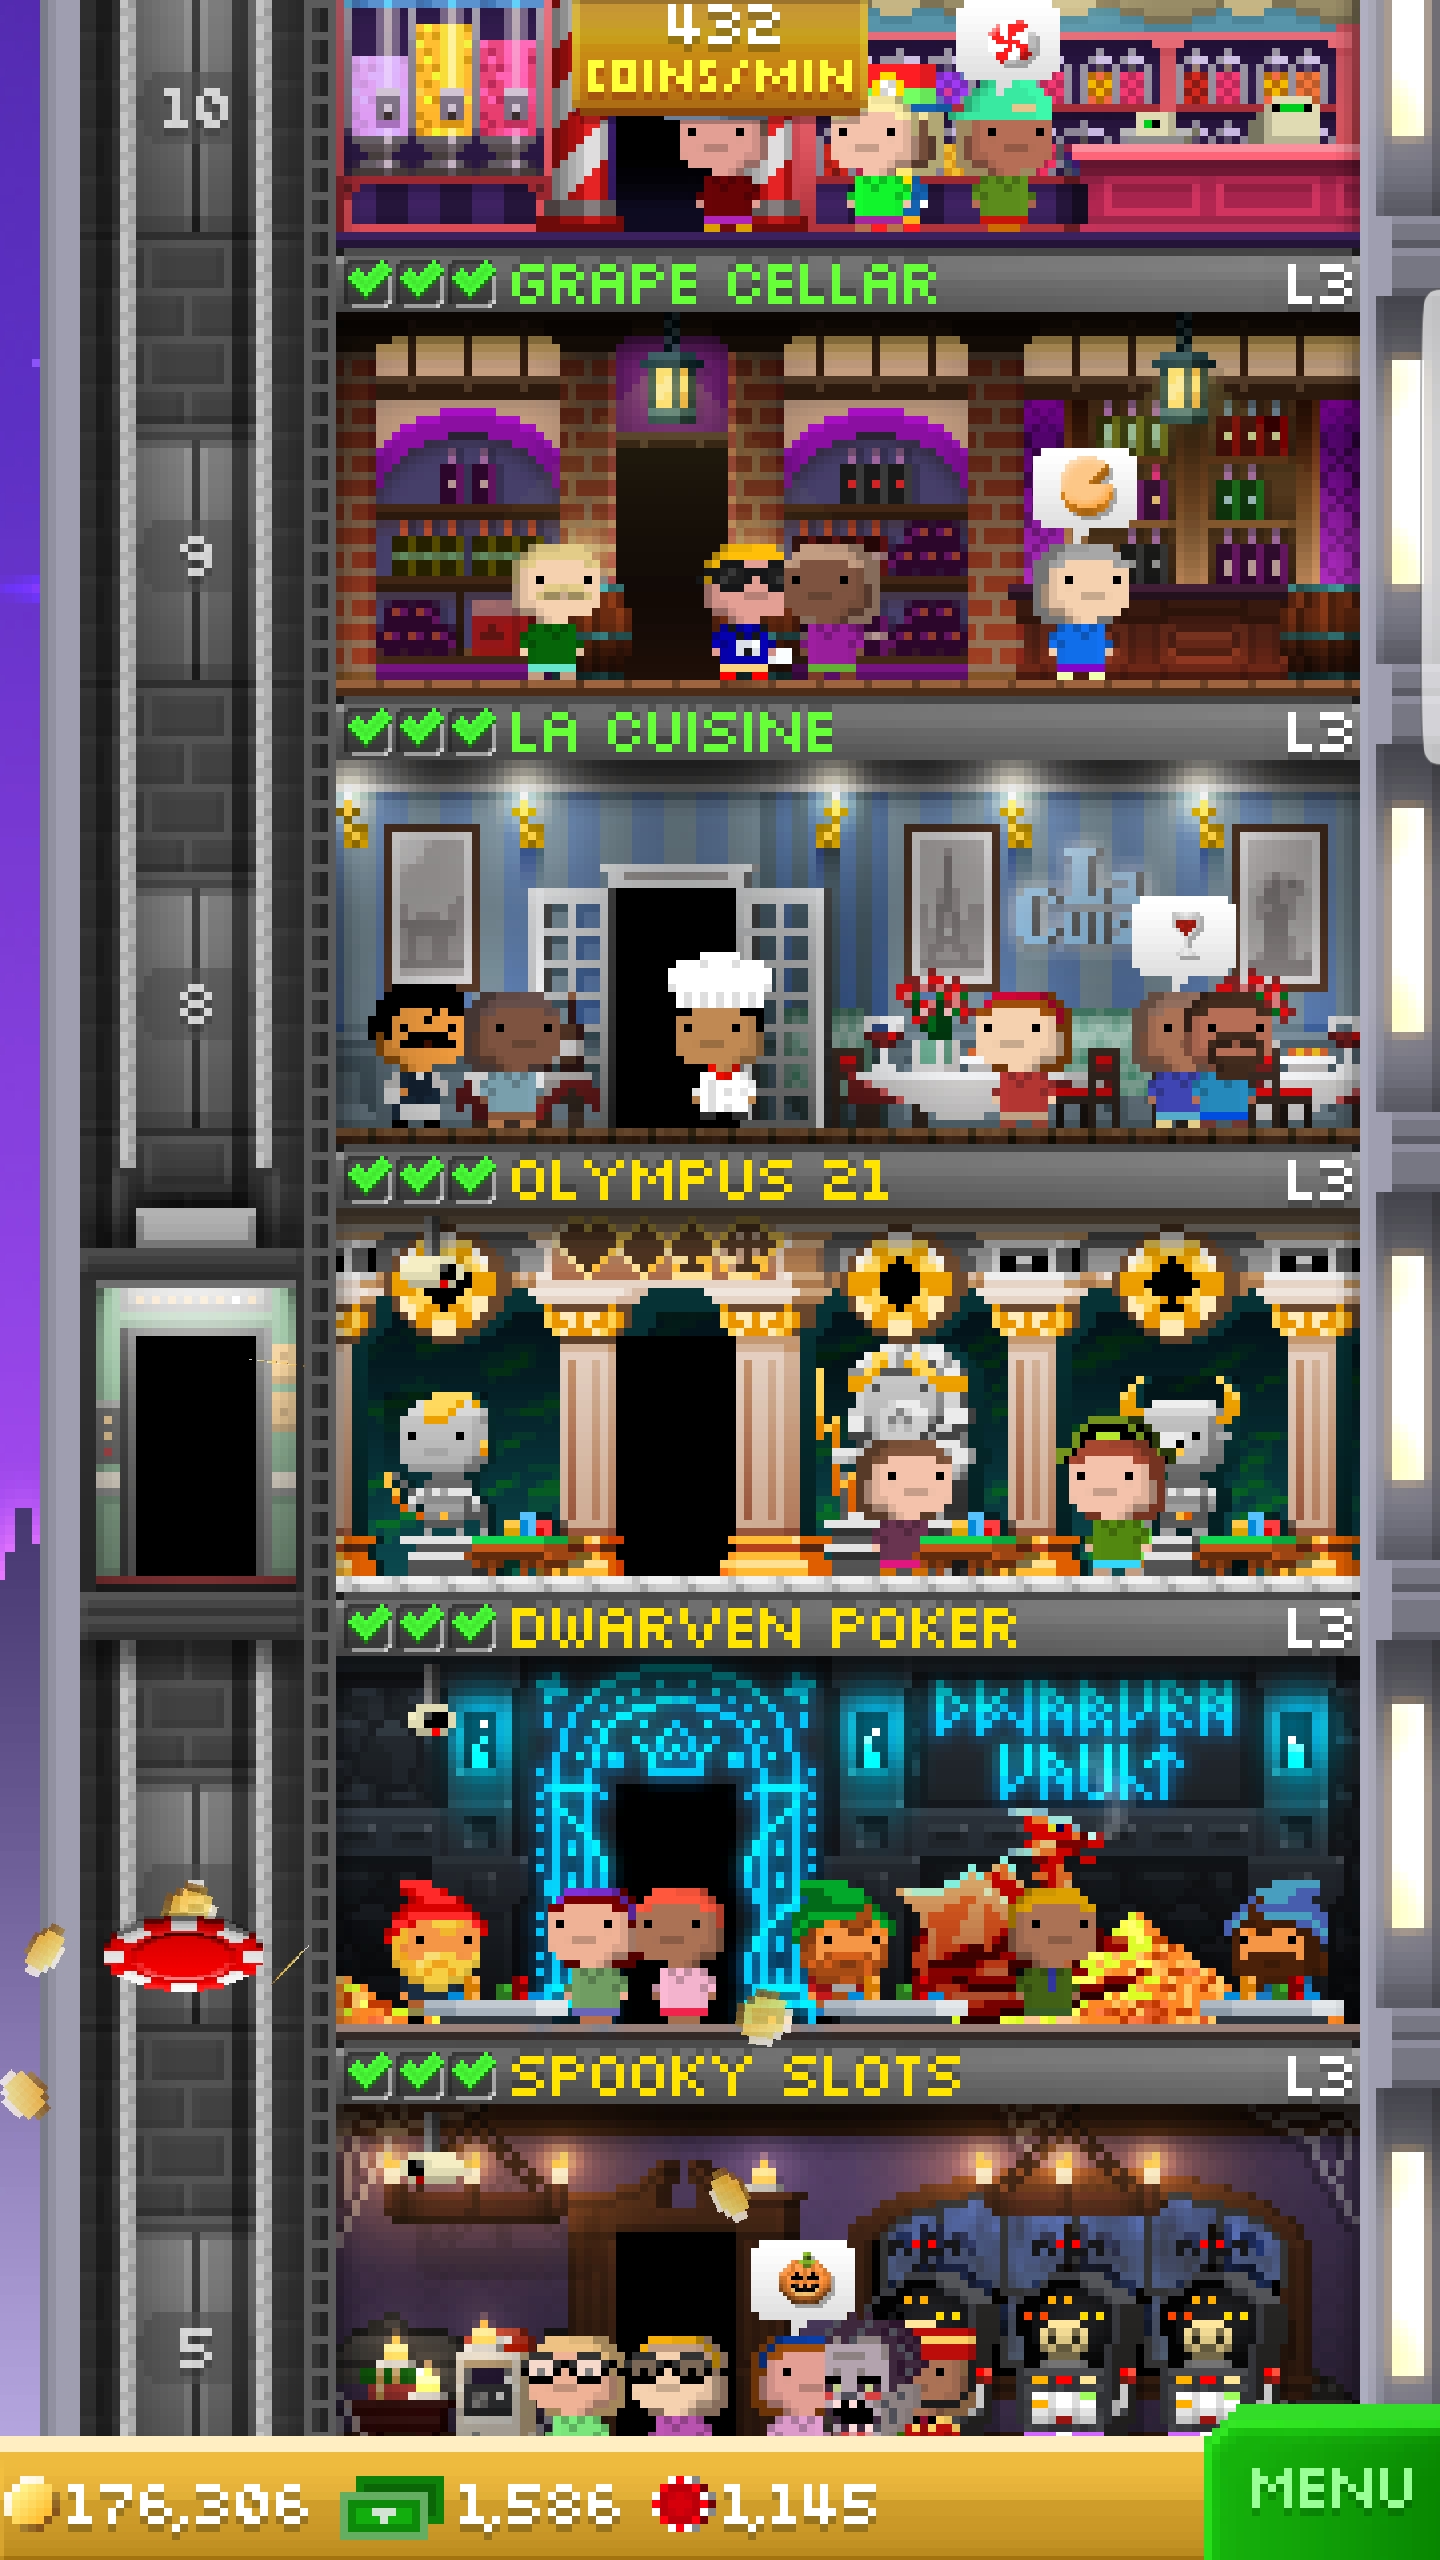 432
COINS/MIN
10
GRAPE CELLAR L3
9
LA CUISINE L3
La
8
OLYMPUS 21 L3
DWARVEN POKER L3
DWARVEN
VAULT
SPOOKY SLOTS L3
5
176,306 1,586 1,145
MENU